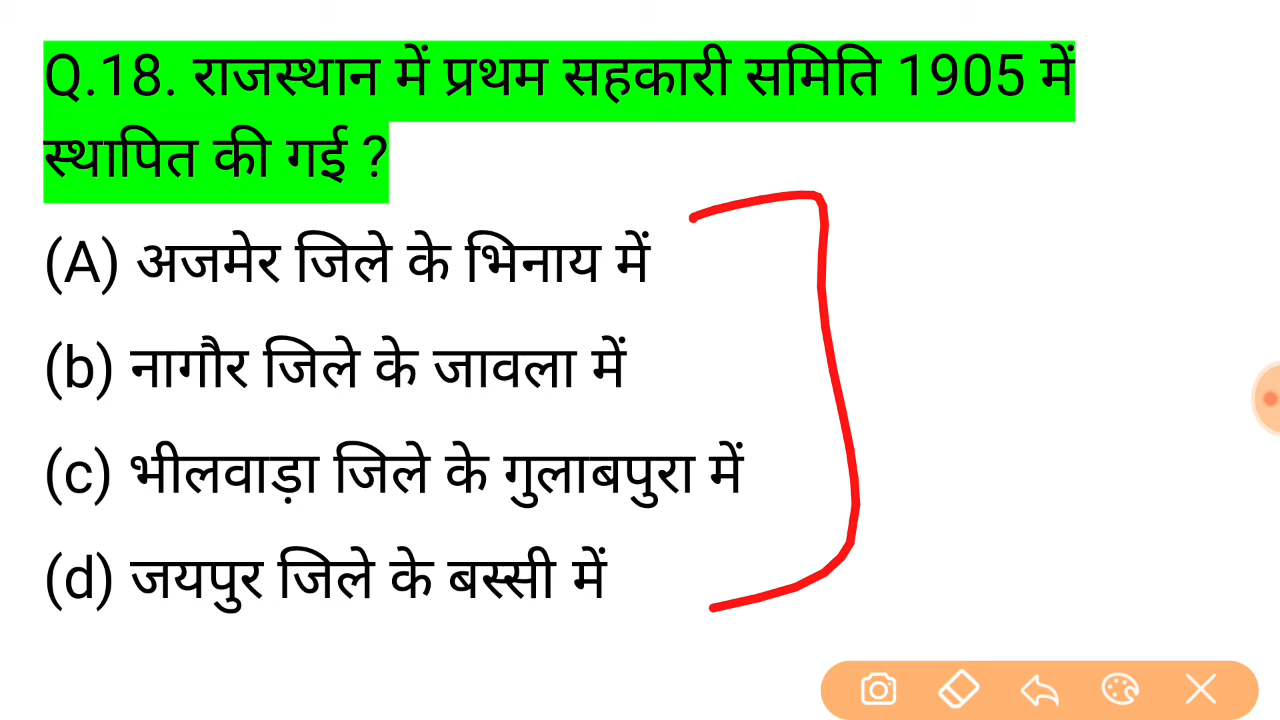 Q.18. राजस्थान में प्रथम सहकारी समिति 1905 में
स्थापित की गई ?
(A) अजमेर जिले के भिनाय में
(b) नागौर जिले के जावला में
(c) भीलवाड़ा जिले के गुलाबपुरा में
(d) जयपुर जिले के बस्सी में